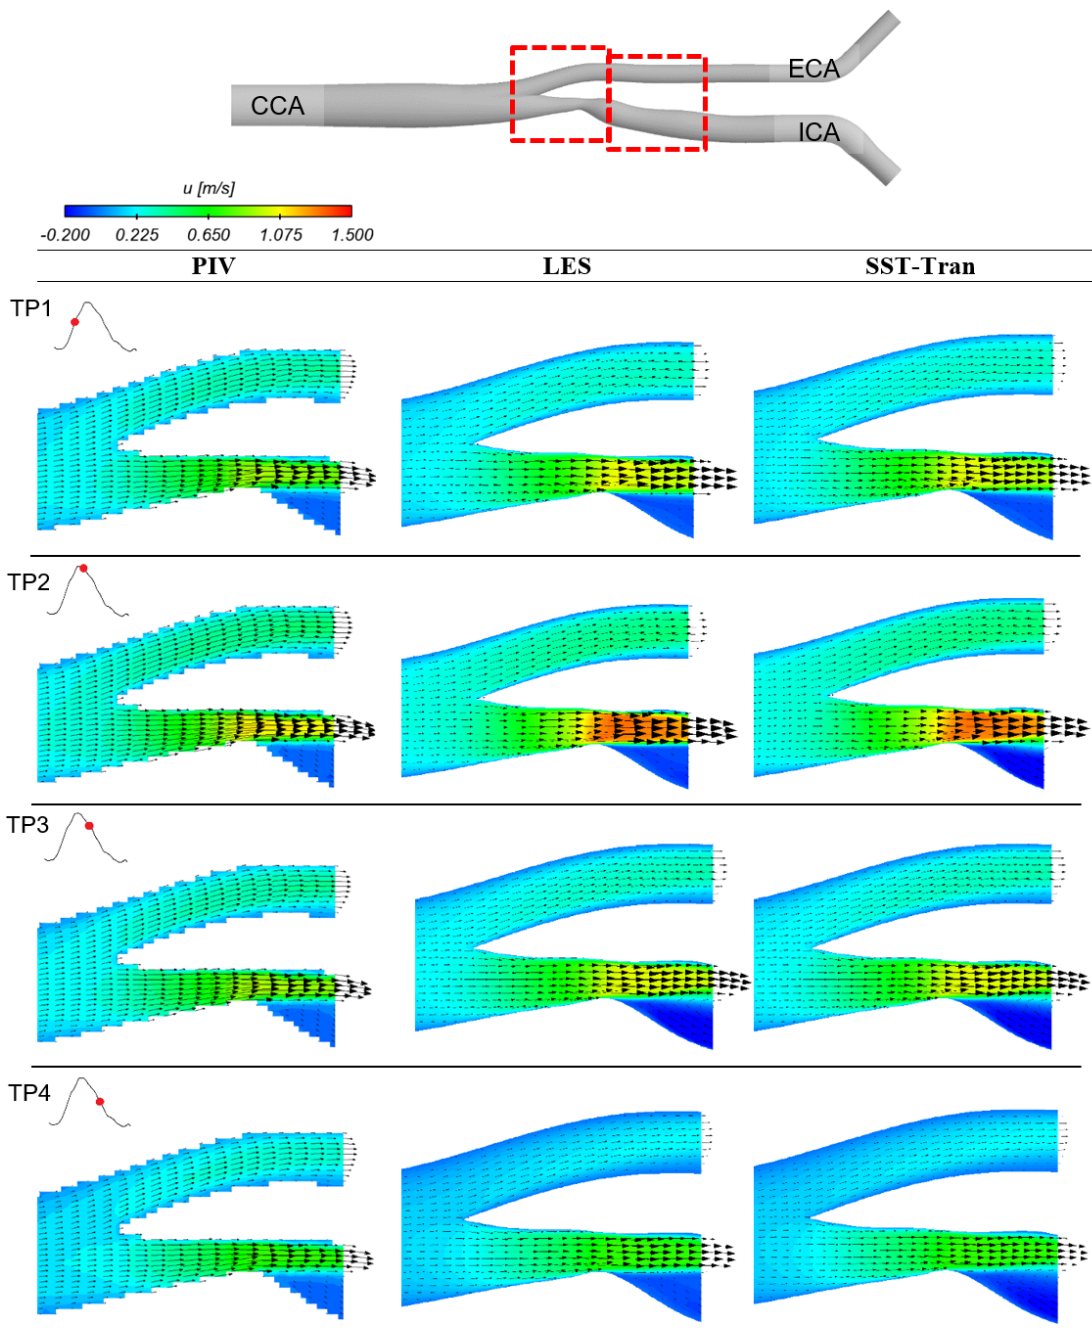 ECA
CCA
ICA
u [m/s]
-0.200 0.225 0.650 1.075 1.500
PIV LES SST-Tran
TP1
TP2
TP3
TP4